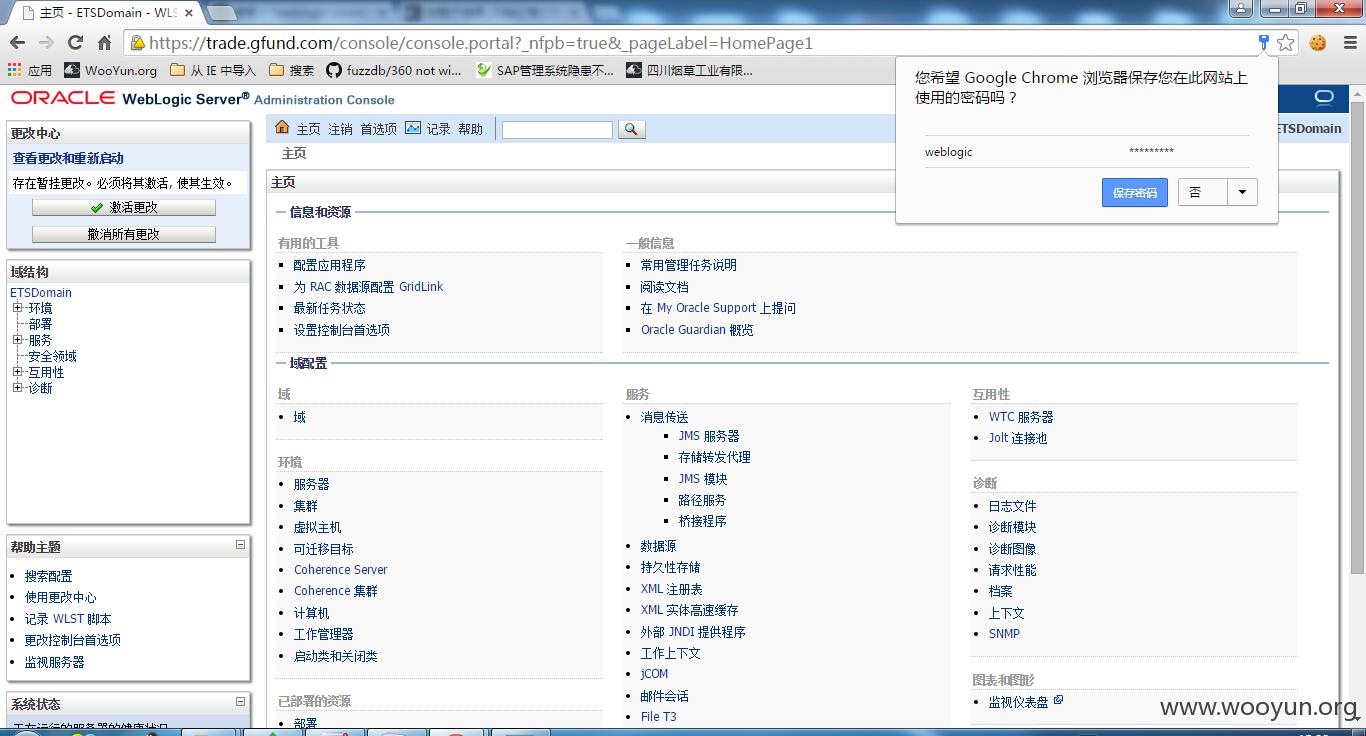 主页 - ETSDomain - WLS
https://trade.gfund.com/console/console.portal?_nfpb=true&_pageLabel=HomePage1
应用 WooYun.org 从 IE 中导入 搜索 fuzzdb/360 not wi... SAP管理系统隐患不... 四川烟草工业有限...
您希望 Google Chrome 浏览器保存您在此网站上
使用的密码吗？
weblogic *********
保存密码 否
ORACLE WebLogic Server® Administration Console
更改中心
查看更改和重新启动
存在暂挂更改。必须将其激活, 使其生效。
激活更改
撤消所有更改
域结构
ETSDomain
环境
部署
服务
安全领域
互用性
诊断
帮助主题
搜索配置
使用更改中心
记录 WLST 脚本
更改控制台首选项
监视服务器
系统状态
正在运行的服务器的健康状况
主页 注销 首选项 记录 帮助
ETSDomain
主页
主页
信息和资源
有用的工具
配置应用程序
为 RAC 数据源配置 GridLink
最新任务状态
设置控制台首选项
一般信息
常用管理任务说明
阅读文档
在 My Oracle Support 上提问
Oracle Guardian 概览
域配置
域
域
环境
服务器
集群
虚拟主机
可迁移目标
Coherence Server
Coherence 集群
计算机
工作管理器
启动类和关闭类
已部署的资源
部署
服务
消息传送
JMS 服务器
存储转发代理
JMS 模块
路径服务
桥接程序
数据源
持久性存储
XML 注册表
XML 实体高速缓存
外部 JNDI 提供程序
工作上下文
jCOM
邮件会话
File T3
互用性
WTC 服务器
Jolt 连接池
诊断
日志文件
诊断模块
诊断图像
请求性能
档案
上下文
SNMP
图表和图形
监视仪表盘
www.wooyun.org